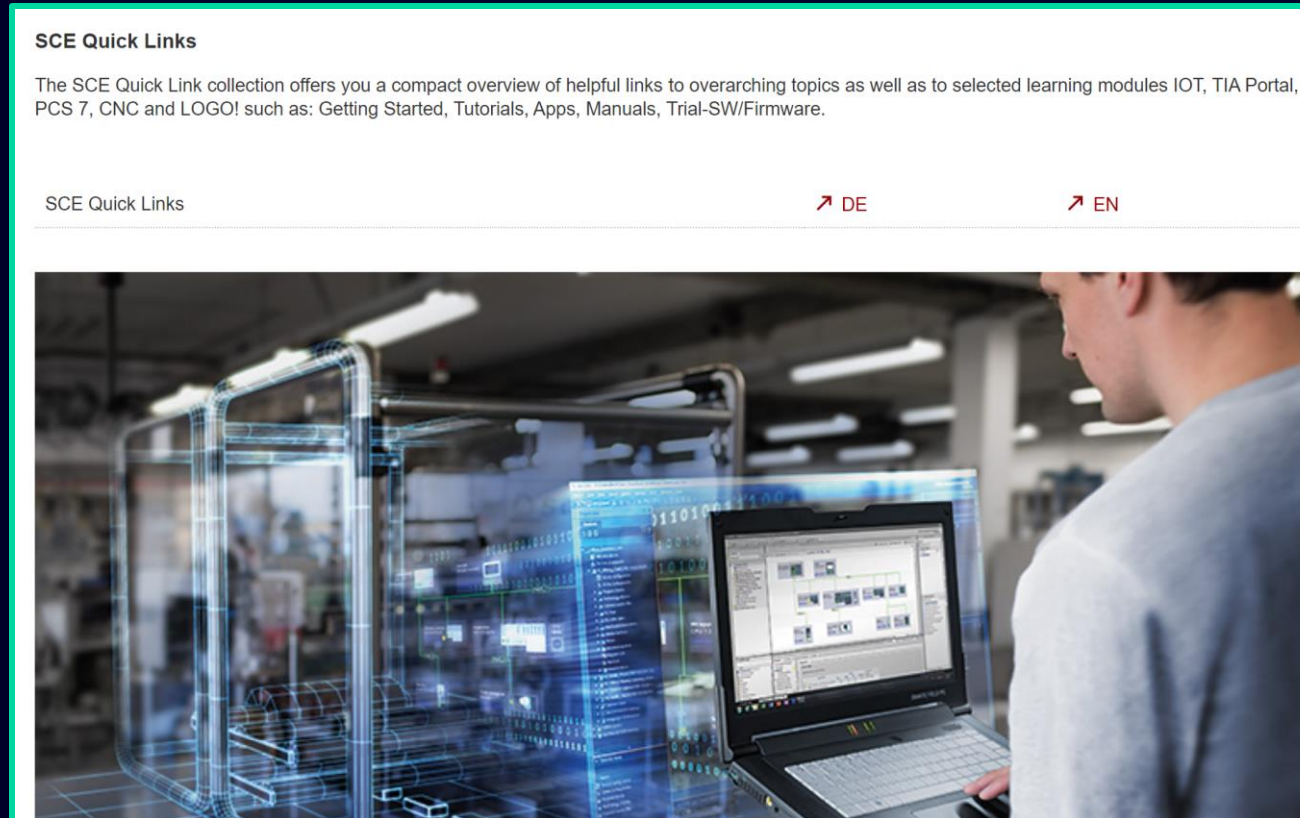 SCE Quick Links
The SCE Quick Link collection offers you a compact overview of helpful links to overarching topics as well as to selected learning modules IOT, TIA Portal,
PCS 7, CNC and LOGO! such as: Getting Started, Tutorials, Apps, Manuals, Trial-SW/Firmware.
SCE Quick Links DE EN